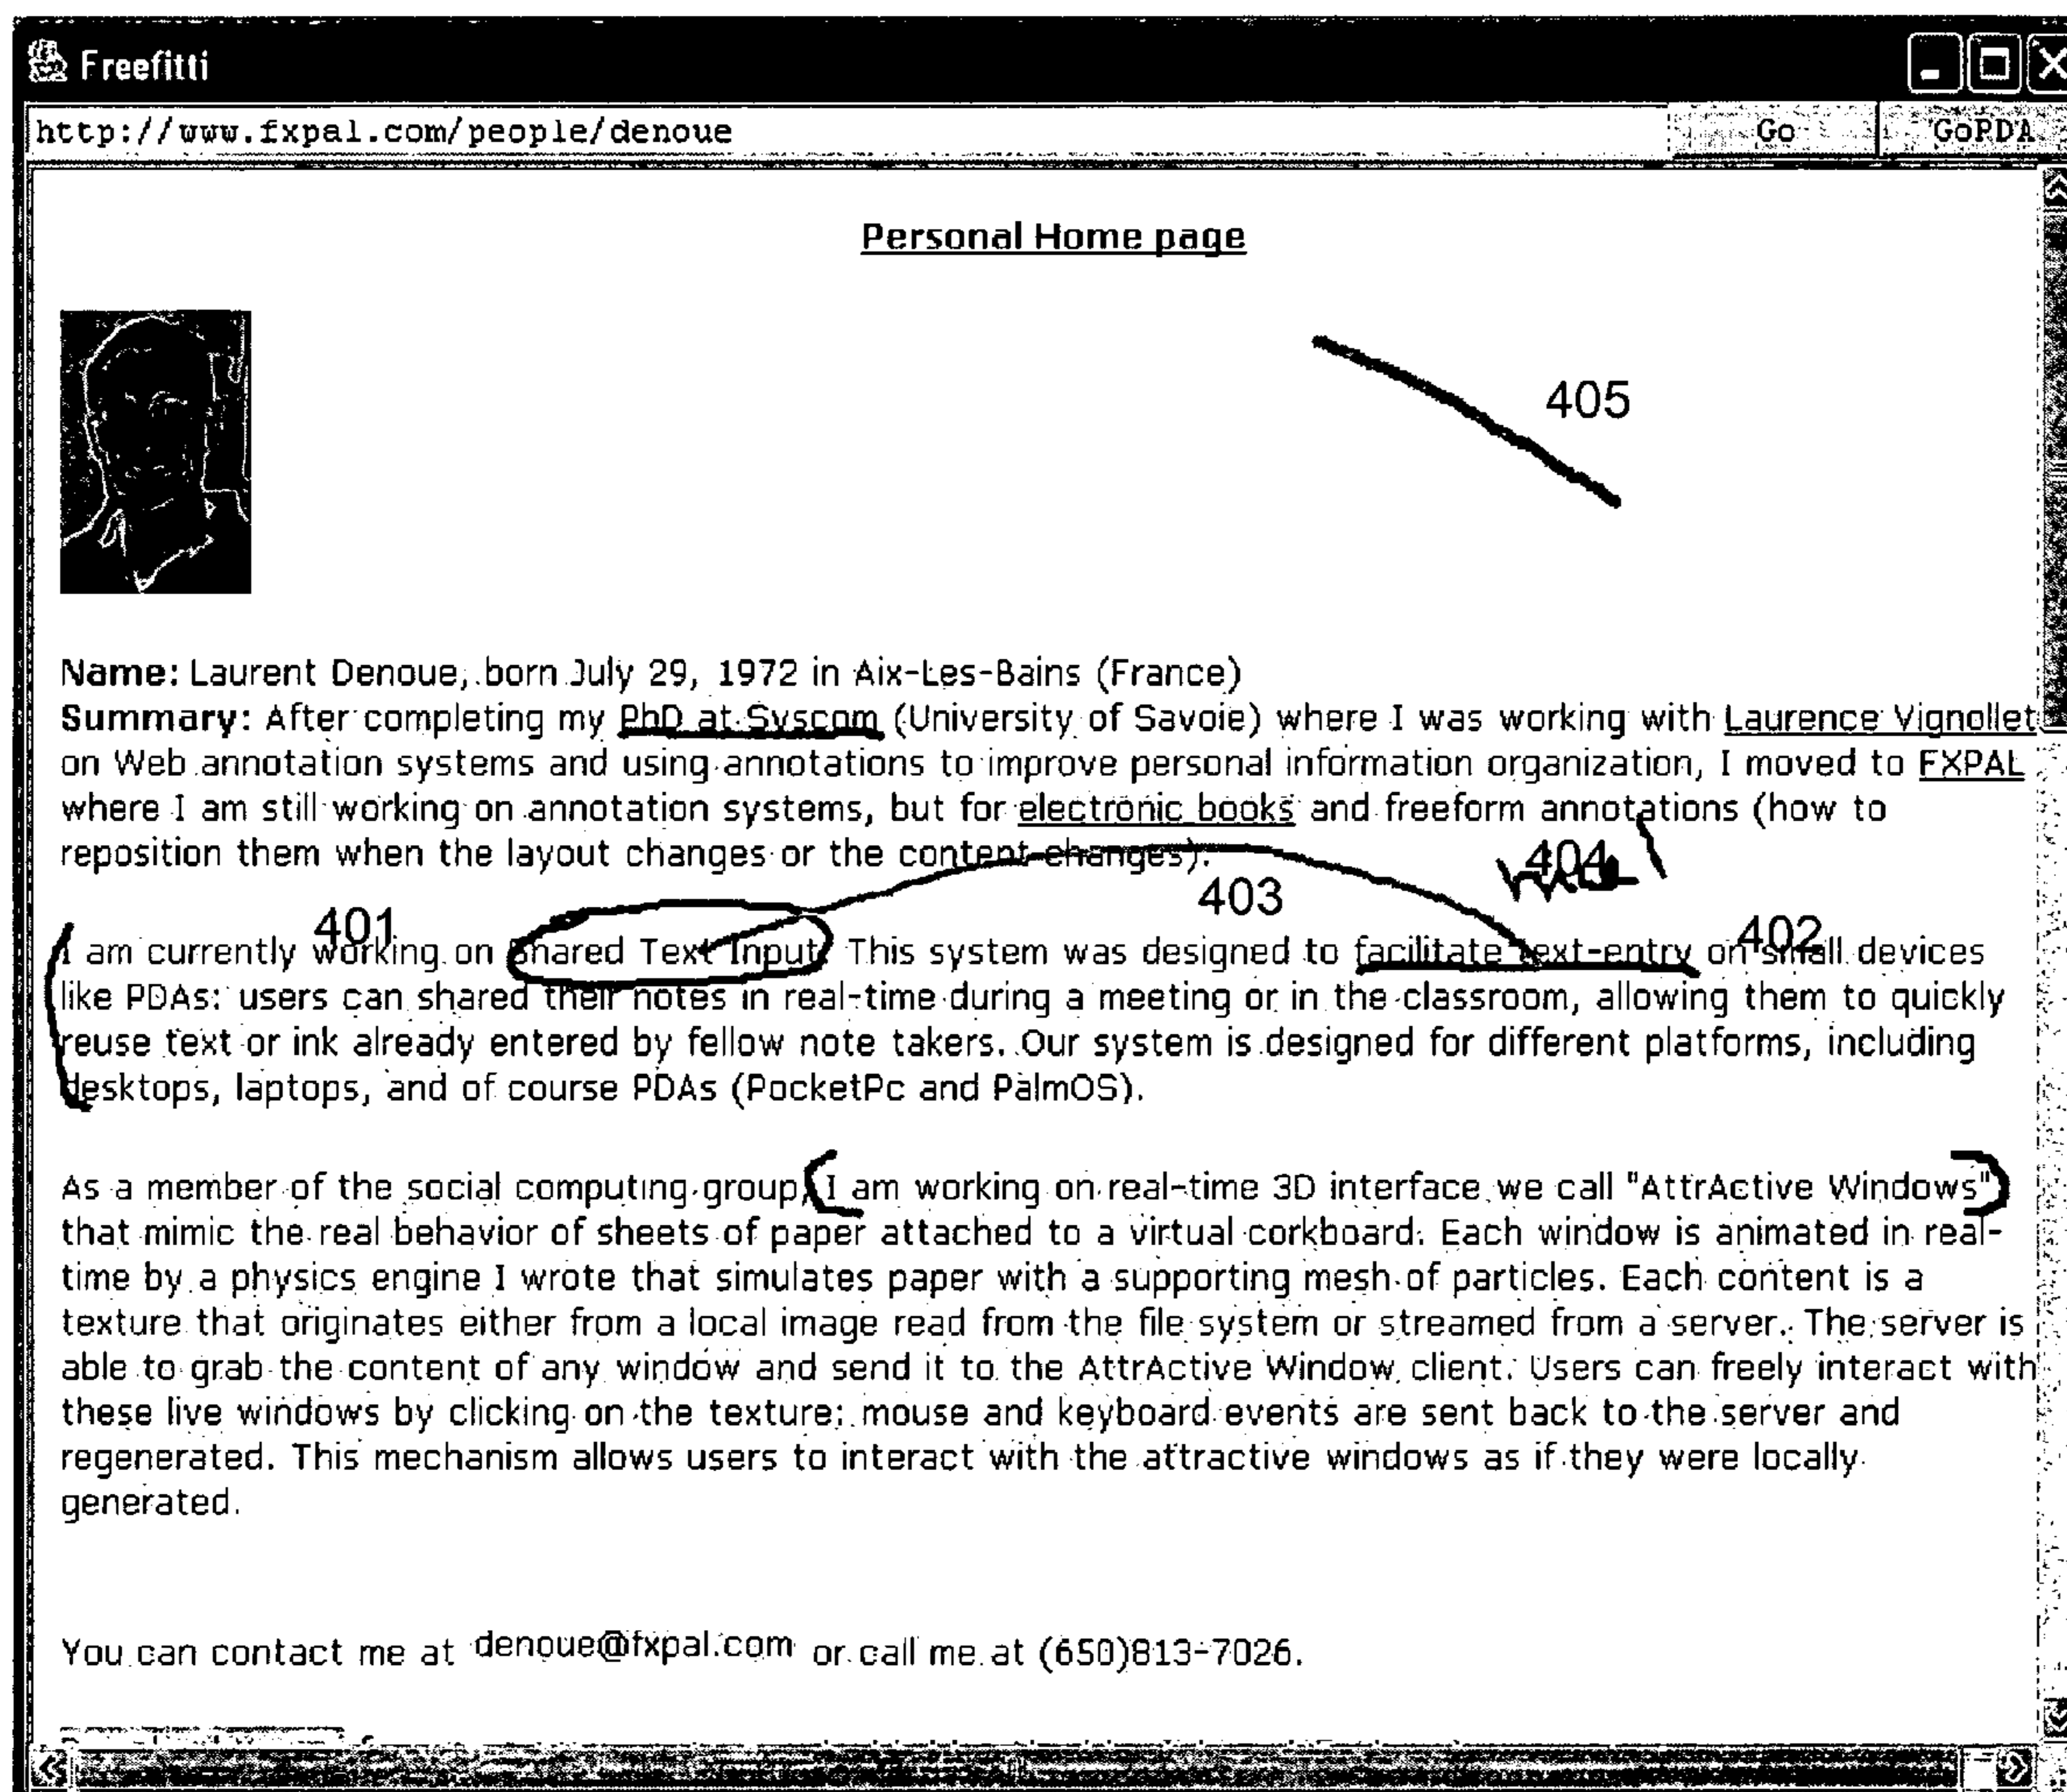 Freefitti
http://www.fxpal.com/people/denoue Go GoPDA
Personal Home page
405
Name: Laurent Denoue, born July 29, 1972 in Aix-Les-Bains (France)
Summary: After completing my PhD at Syscom (University of Savoie) where I was working with Laurence Vignollet
on Web annotation systems and using annotations to improve personal information organization, I moved to FXPAL
where I am still working on annotation systems, but for electronic books and freeform annotations (how to
reposition them when the layout changes or the content changes).
404
403
401
402
I am currently working on Shared Text Input. This system was designed to facilitate text-entry on small devices
like PDAs: users can shared their notes in real-time during a meeting or in the classroom, allowing them to quickly
reuse text or ink already entered by fellow note takers. Our system is designed for different platforms, including
desktops, laptops, and of course PDAs (PocketPc and PalmOS).
As a member of the social computing group, I am working on real-time 3D interface we call "AttrActive Windows"
that mimic the real behavior of sheets of paper attached to a virtual corkboard. Each window is animated in real-
time by a physics engine I wrote that simulates paper with a supporting mesh of particles. Each content is a
texture that originates either from a local image read from the file system or streamed from a server. The server is
able to grab the content of any window and send it to the AttrActive Window client. Users can freely interact with
these live windows by clicking on the texture: mouse and keyboard events are sent back to the server and
regenerated. This mechanism allows users to interact with the attractive windows as if they were locally
generated.
You can contact me at denoue@fxpal.com or call me at (650)813-7026.